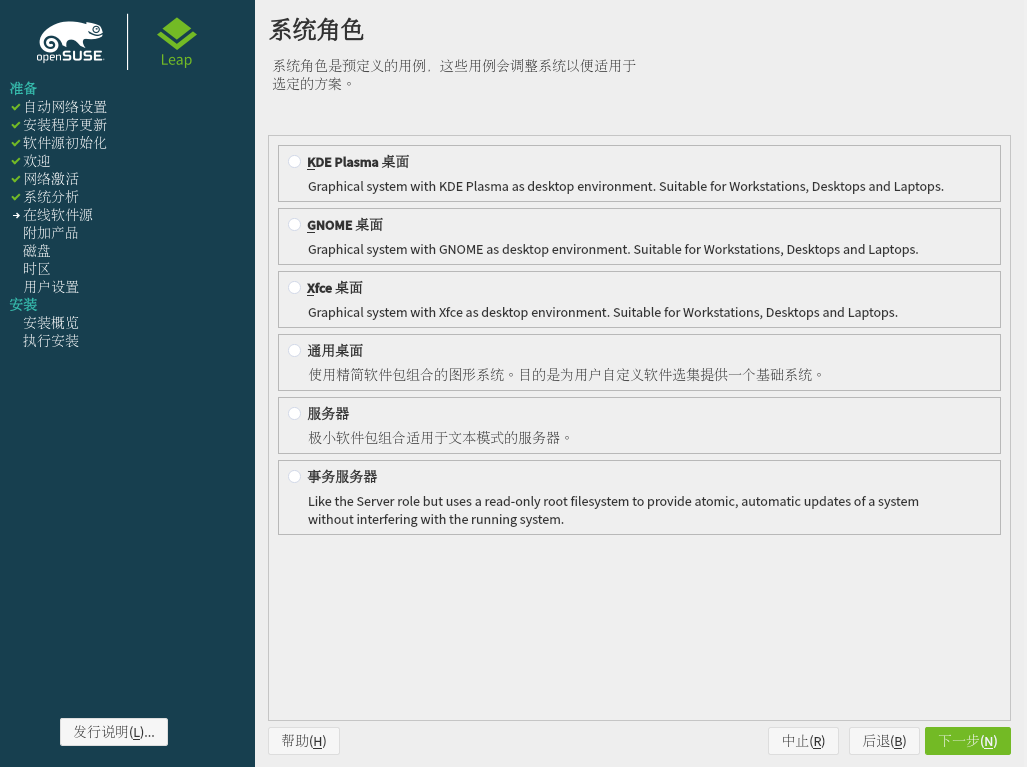 openSUSE
Leap
准备
自动网络设置
安装程序更新
软件源初始化
欢迎
网络激活
系统分析
在线软件源
附加产品
磁盘
时区
用户设置
安装
安装概览
执行安装
发行说明(L)...
系统角色
系统角色是预定义的用例，这些用例会调整系统以便适用于
选定的方案。
KDE Plasma 桌面
Graphical system with KDE Plasma as desktop environment. Suitable for Workstations, Desktops and Laptops.
GNOME 桌面
Graphical system with GNOME as desktop environment. Suitable for Workstations, Desktops and Laptops.
Xfce 桌面
Graphical system with Xfce as desktop environment. Suitable for Workstations, Desktops and Laptops.
通用桌面
使用精简软件包组合的图形系统。目的是为用户自定义软件选集提供一个基础系统。
服务器
极小软件包组合适用于文本模式的服务器。
事务服务器
Like the Server role but uses a read-only root filesystem to provide atomic, automatic updates of a system
without interfering with the running system.
帮助(H)
中止(R)
后退(B)
下一步(N)